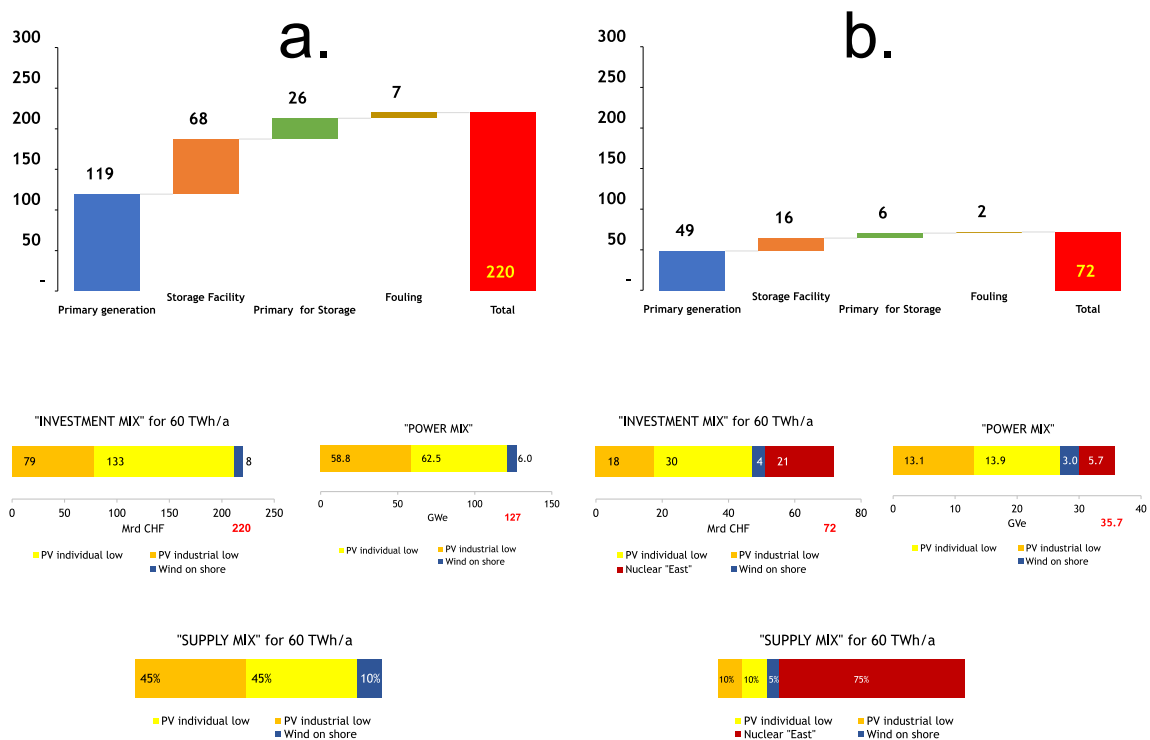 a.
300
250
200
150
100
50
-
119
68
26
7
220
Primary generation
Storage Facility
Primary for Storage
Fouling
Total
b.
300
250
200
150
100
50
-
49
16
6
2
72
Primary generation
Storage Facility
Primary for Storage
Fouling
Total
"INVESTMENT MIX" for 60 TWh/a
79 133 8
0 50 100 150 200 250
Mrd CHF 220
PV individual low PV industrial low
Wind on shore
"POWER MIX"
58.8 62.5 6.0
0 50 100 150
GWe 127
PV individual low PV industrial low
Wind on shore
"INVESTMENT MIX" for 60 TWh/a
18 30 4 21
0 20 40 60 80
Mrd CHF 72
PV individual low PV industrial low
Nuclear "East" Wind on shore
"POWER MIX"
13.1 13.9 3.0 5.7
0 10 20 30 40
GVe 35.7
PV individual low PV industrial low
Wind on shore
"SUPPLY MIX" for 60 TWh/a
45% 45% 10%
PV individual low PV industrial low
Wind on shore
"SUPPLY MIX" for 60 TWh/a
10% 10% 5% 75%
PV individual low PV industrial low
Nuclear "East" Wind on shore